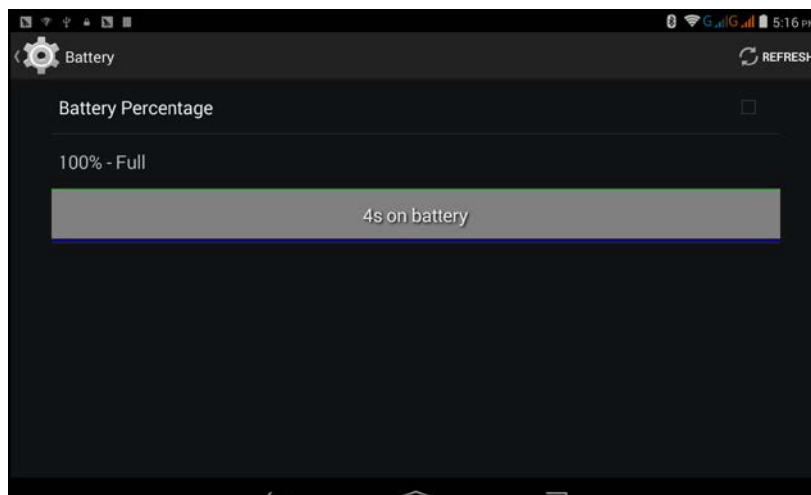 G G 5:16 PM
Battery
REFRESH
Battery Percentage
100% - Full
4s on battery